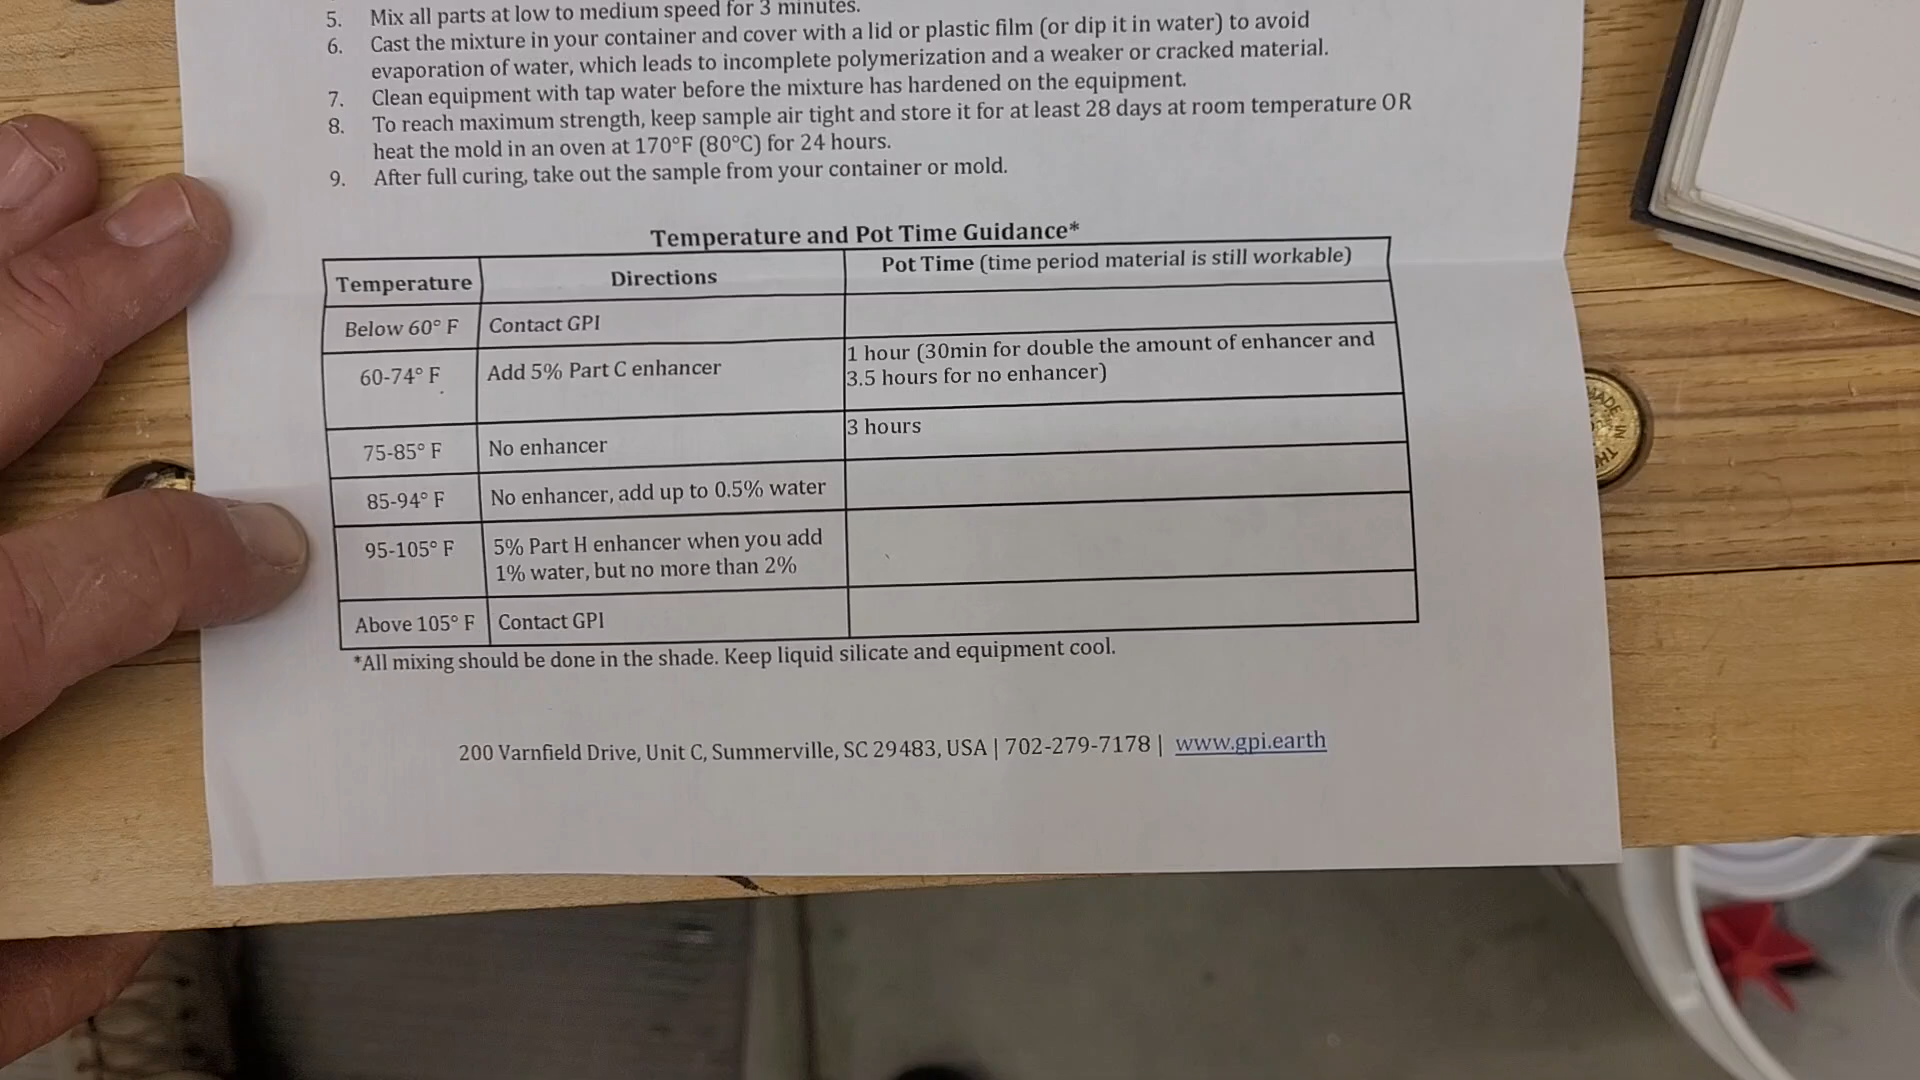 5. Mix all parts at low to medium speed for 3 minutes.
6. Cast the mixture in your container and cover with a lid or plastic film (or dip it in water) to avoid
evaporation of water, which leads to incomplete polymerization and a weaker or cracked material.
7. Clean equipment with tap water before the mixture has hardened on the equipment.
8. To reach maximum strength, keep sample air tight and store it for at least 28 days at room temperature OR
heat the mold in an oven at 170°F (80°C) for 24 hours.
9. After full curing, take out the sample from your container or mold.
Temperature and Pot Time Guidance*
Temperature Directions Pot Time (time period material is still workable)
Below 60° F Contact GPI
60-74° F Add 5% Part C enhancer 1 hour (30min for double the amount of enhancer and
3.5 hours for no enhancer)
75-85° F No enhancer 3 hours
85-94° F No enhancer, add up to 0.5% water
95-105° F 5% Part H enhancer when you add
1% water, but no more than 2%
Above 105° F Contact GPI
*All mixing should be done in the shade. Keep liquid silicate and equipment cool.
200 Varnfield Drive, Unit C, Summerville, SC 29483, USA | 702-279-7178 | www.gpi.earth
MADE IN